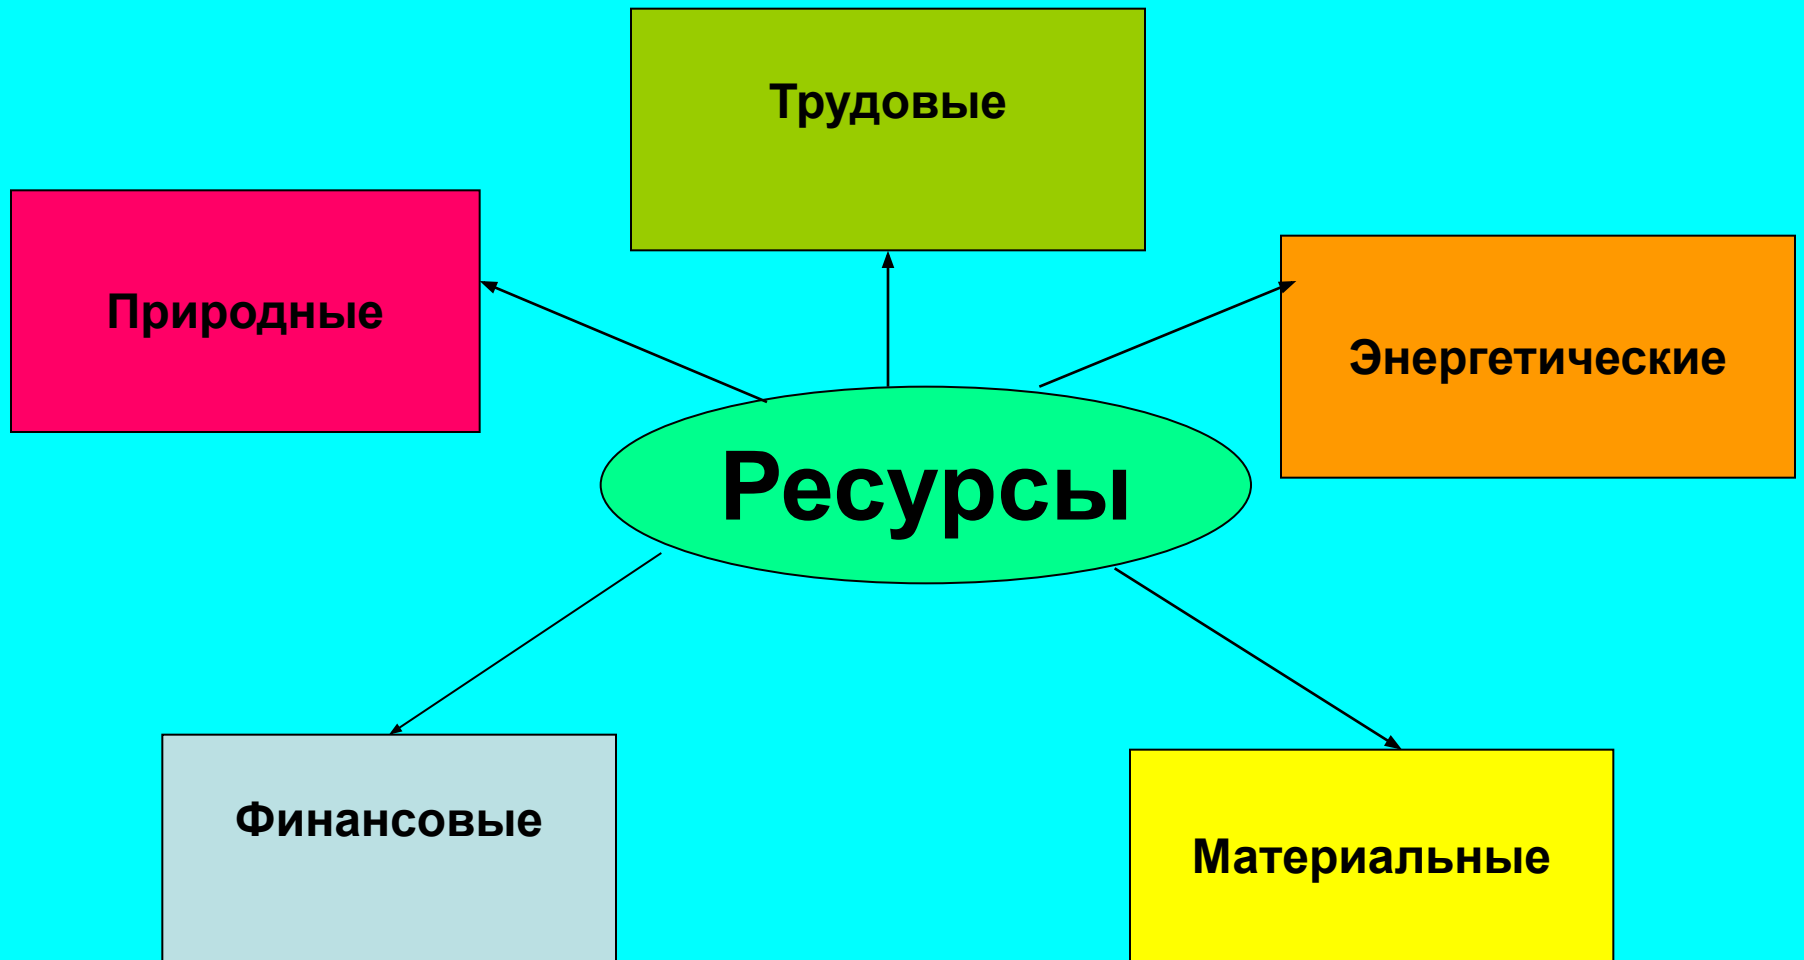 Трудовые
Природные
Энергетические
Ресурсы
Финансовые
Материальные